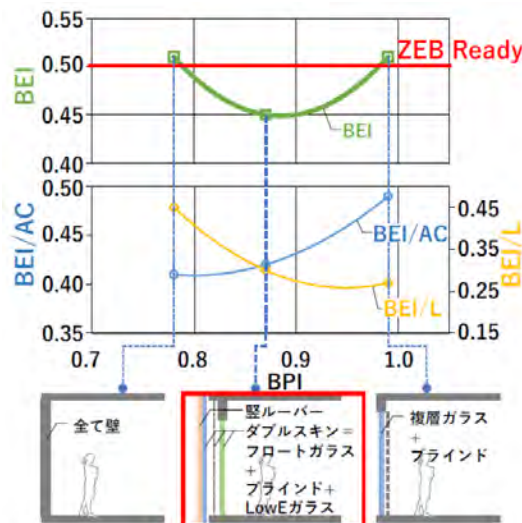 0.55
ZEB Ready
0.50
BEI
0.45
BEI
0.40
0.50
0.45
BEI/AC
0.45
0.35
BEI/AC
BEI/L
0.40
0.25
BEI/L
0.35
0.15
0.7
0.8
0.9
1.0
BPI
全て壁
竪ルーバー
ダブルスキン=
フロートガラス
+
ブラインド+
LowEガラス
複層ガラス
+
ブラインド